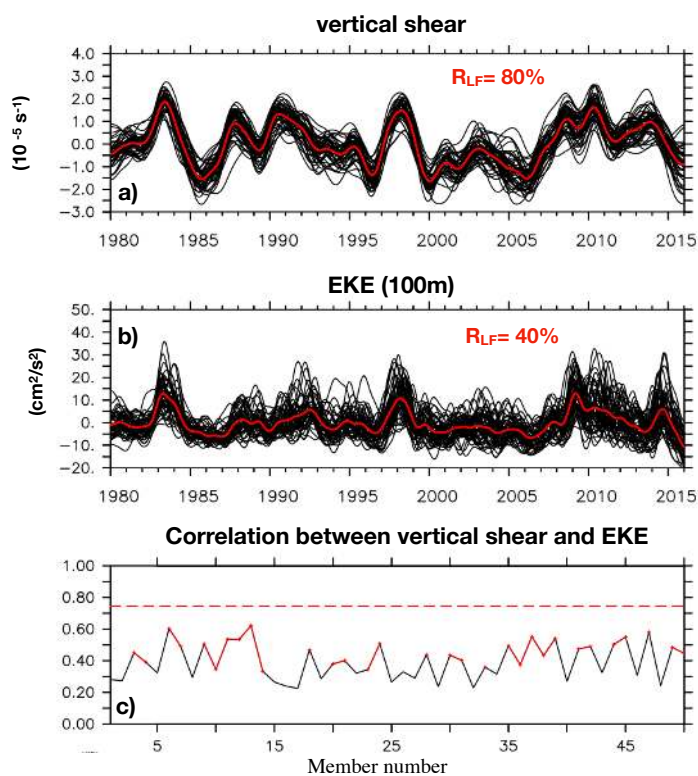 vertical shear
4.0
3.0
2.0
1.0
0.0
−1.0
−2.0
−3.0
(10 -5 s-1)
RLF= 80%
a)
1980 1985 1990 1995 2000 2005 2010 2015
EKE (100m)
50.
40.
30.
20.
10.
0.
−10.
−20.
(cm2/s2)
b)
RLF= 40%
1980 1985 1990 1995 2000 2005 2010 2015
Correlation between vertical shear and EKE
1.00
0.80
0.60
0.40
0.20
0.00
c)
5 15 25 35 45
Member number